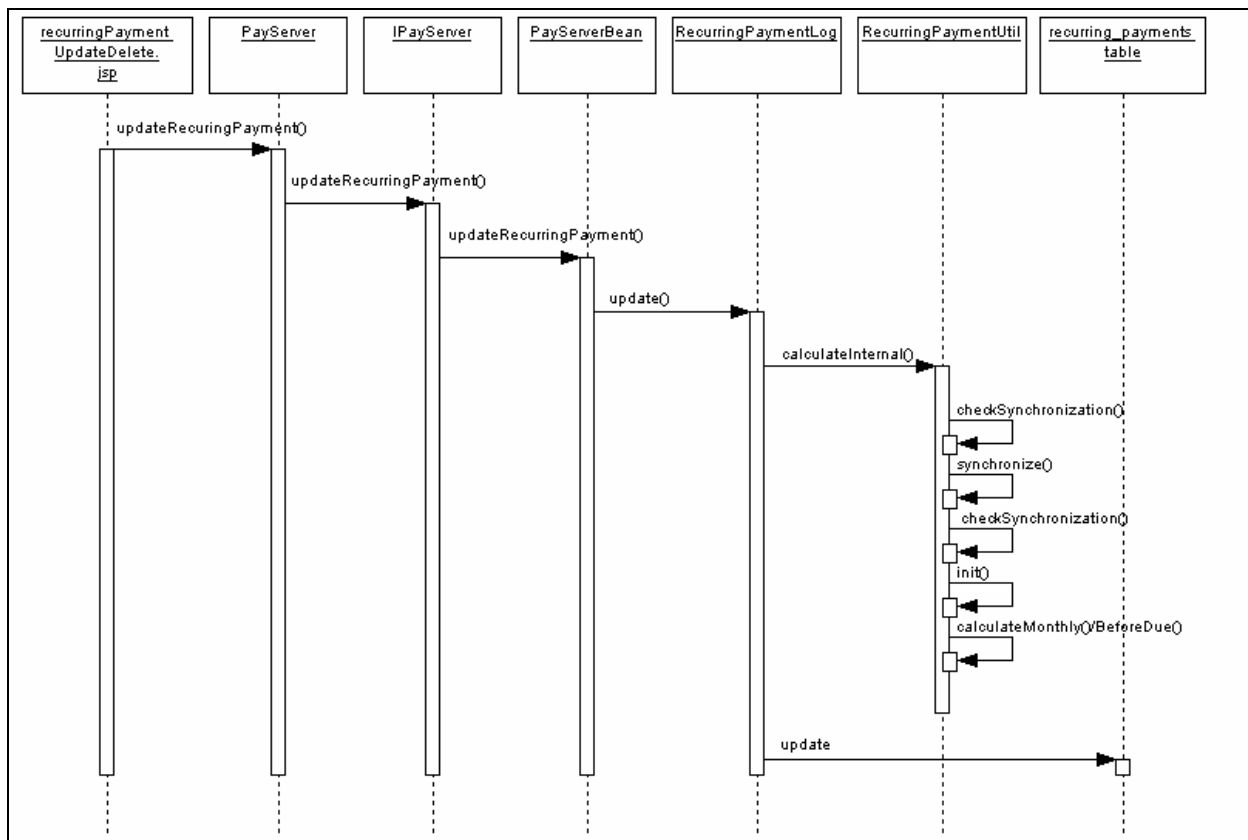 recurringPayment
UpdateDelete.
jsp
PayServer
IPayServer
PayServerBean
RecurringPaymentLog
RecurringPaymentUtil
recurring_payments
table
updateRecuringPayment()
updateRecurringPayment()
updateRecurringPayment()
update()
calculateInternal()
checkSynchronization()
synchronize()
checkSynchronization()
init()
calculateMonthly()/BeforeDue()
update